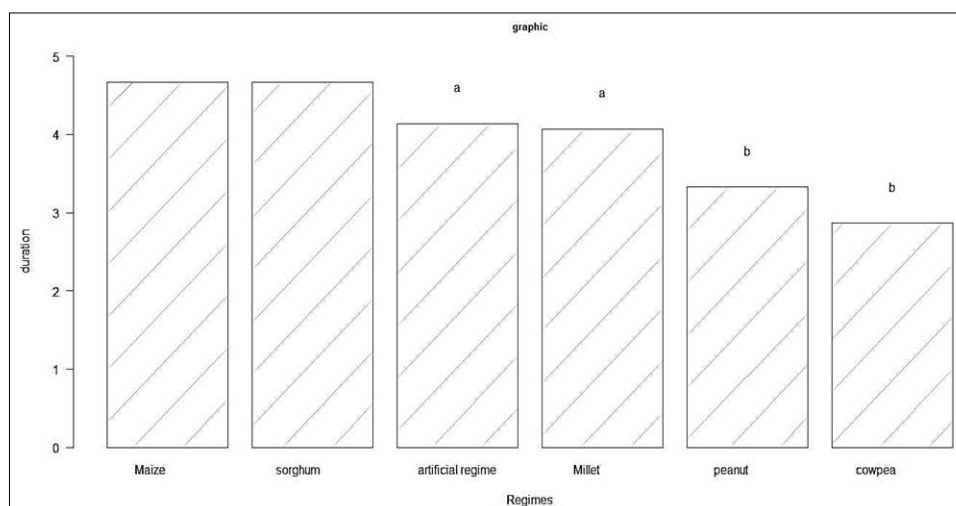 graphic
5
4
3
2
1
0
duration
a
a
b
b
Maize sorghum artificial regime Millet peanut cowpea
Regimes